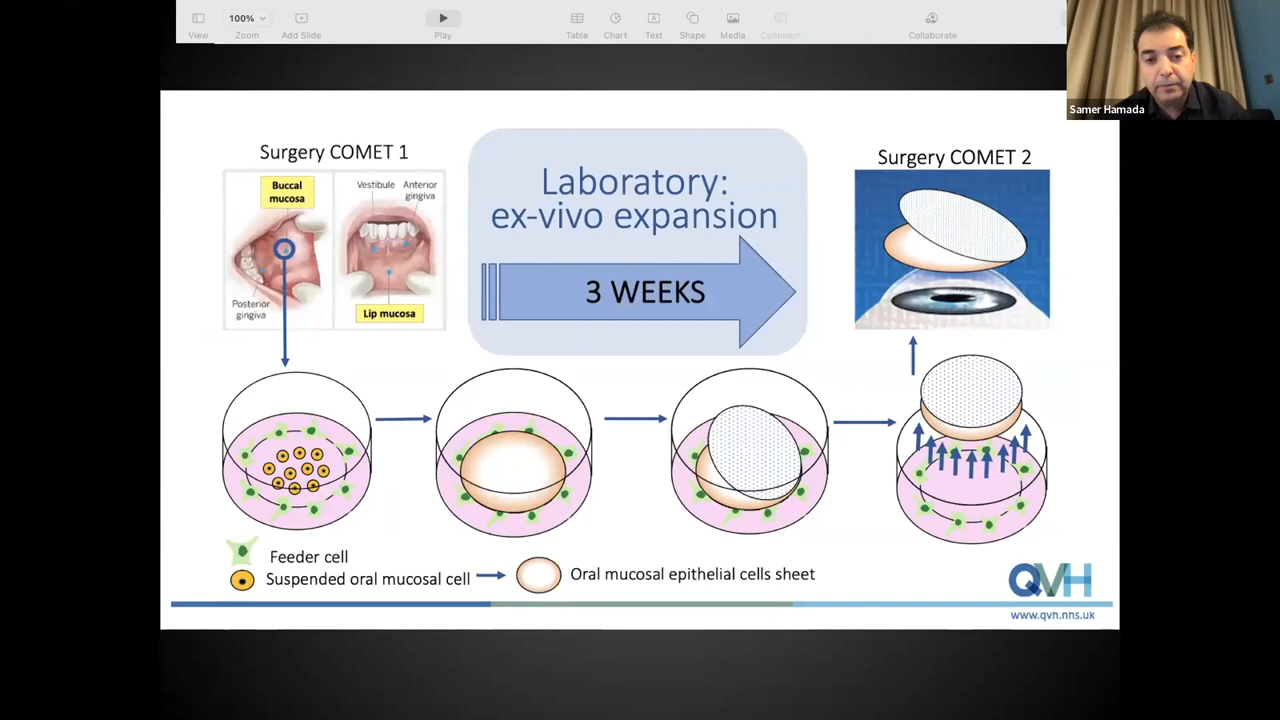 100%
View
Zoom
Add Slide
Play
Table
Chart
Text
Shape
Media
Comment
Collaborate
Samer Hamada
Surgery COMET 1
Buccal
mucosa
Vestibule
Anterior
gingiva
Posterior
gingiva
Lip mucosa
Laboratory:
ex-vivo expansion
3 WEEKS
Surgery COMET 2
Feeder cell
Suspended oral mucosal cell
Oral mucosal epithelial cells sheet
QVH
www.qvh.nhs.uk